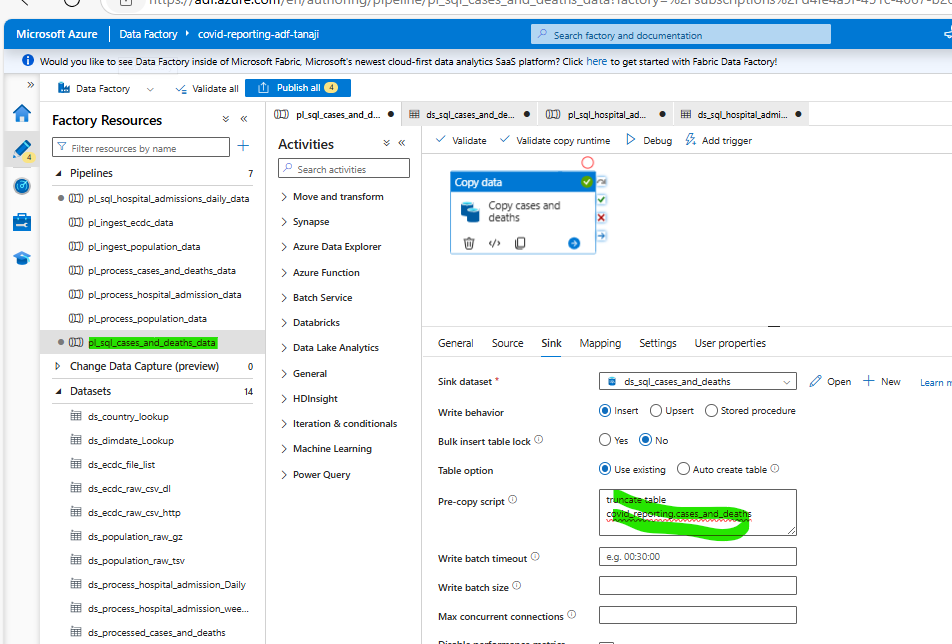 Microsoft Azure
Data Factory
covid-reporting-adf-tanaji
Search factory and documentation
Would you like to see Data Factory inside of Microsoft Fabric, Microsoft's newest cloud-first data analytics SaaS platform? Click here to get started with Fabric Data Factory!
Data Factory
Validate all
Publish all 4
4
Factory Resources
Filter resources by name
Pipelines 7
pl_sql_hospital_admissions_daily_data
pl_ingest_ecdc_data
pl_ingest_population_data
pl_process_cases_and_deaths_data
pl_process_hospital_admission_data
pl_process_population_data
pl_sql_cases_and_deaths_data
Change Data Capture (preview) 0
Datasets 14
ds_country_lookup
ds_dimdate_Lookup
ds_ecdc_file_list
ds_ecdc_raw_csv_dl
ds_ecdc_raw_csv_http
ds_population_raw_gz
ds_population_raw_tsv
ds_process_hospital_admission_Daily
ds_process_hospital_admission_wee...
ds_processed_cases_and_deaths
pl_sql_cases_and_d...
ds_sql_cases_and_de...
pl_sql_hospital_ad...
ds_sql_hospital_admi...
Activities
Search activities
Move and transform
Synapse
Azure Data Explorer
Azure Function
Batch Service
Databricks
Data Lake Analytics
General
HDInsight
Iteration & conditionals
Machine Learning
Power Query
Validate
Validate copy runtime
Debug
Add trigger
Copy data
Copy cases and
deaths
General
Source
Sink
Mapping
Settings
User properties
Sink dataset *
ds_sql_cases_and_deaths
Open
New
Learn m
Write behavior
Insert
Upsert
Stored procedure
Bulk insert table lock
Yes
No
Table option
Use existing
Auto create table
Pre-copy script
truncate table
covid_reporting.cases_and_deaths
Write batch timeout
e.g. 00:30:00
Write batch size
Max concurrent connections